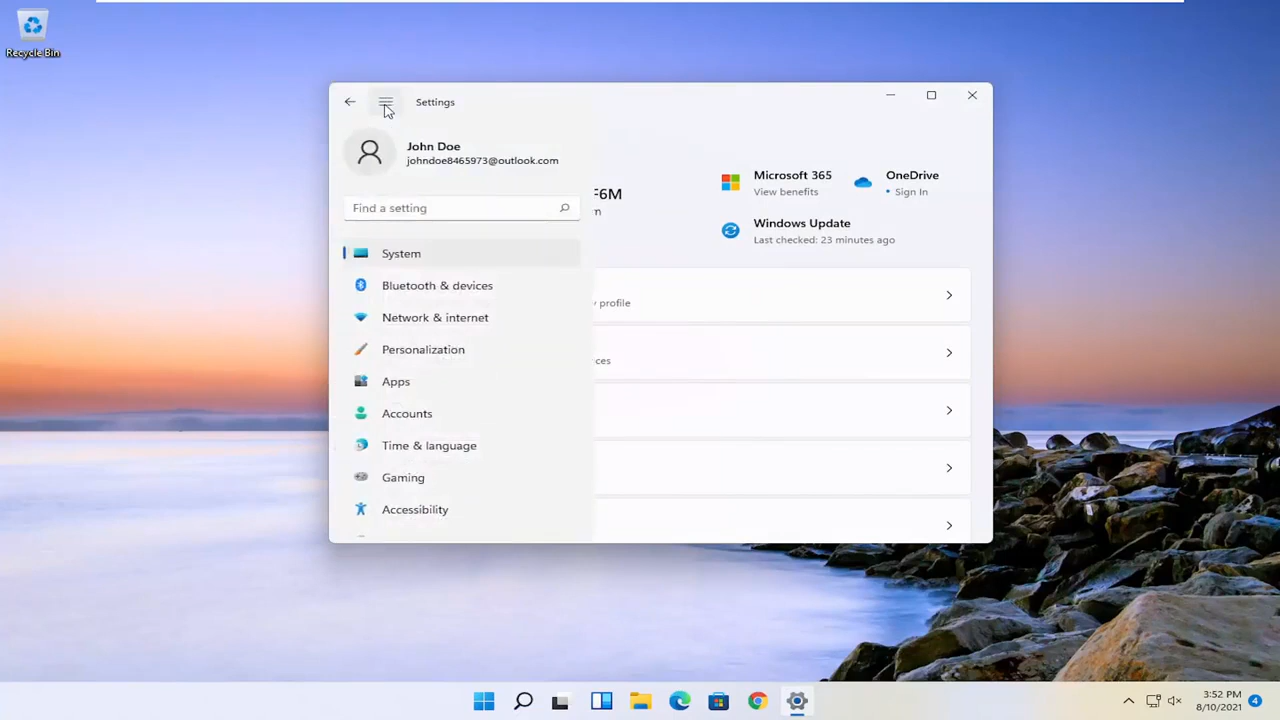 Recycle Bin
Settings
John Doe
johndoe8465973@outlook.com
Find a setting
System
Bluetooth & devices
Network & internet
Personalization
Apps
Accounts
Time & language
Gaming
Accessibility
F6M
Microsoft 365
View benefits
OneDrive
• Sign In
Windows Update
Last checked: 23 minutes ago
profile
ces
3:52 PM
8/10/2021
4